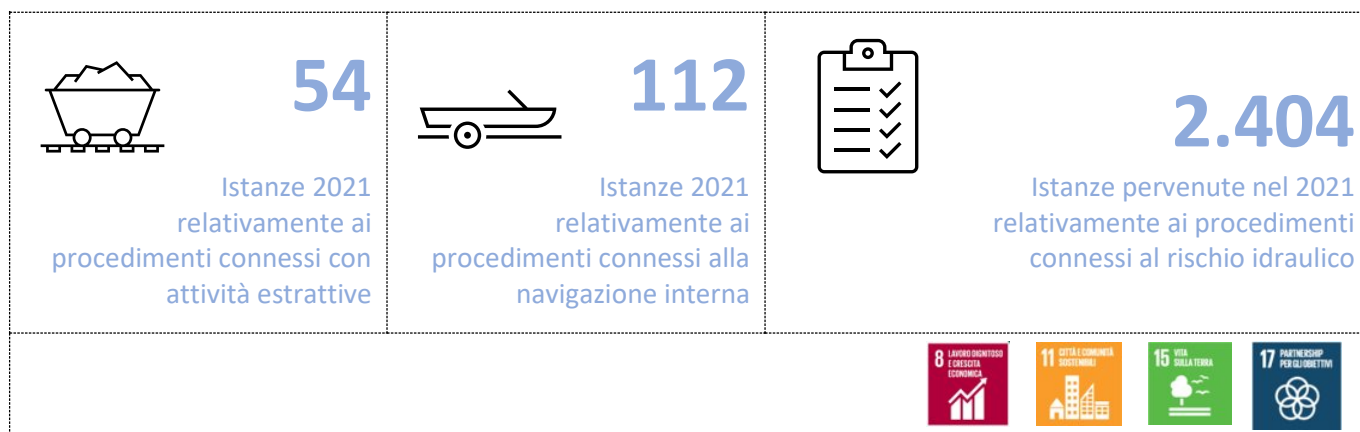 54
Istanze 2021
relativamente ai
procedimenti connessi con
attività estrattive
112
Istanze 2021
relativamente ai
procedimenti connessi alla
navigazione interna
2.404
Istanze pervenute nel 2021
relativamente ai procedimenti
connessi al rischio idraulico
8 LAVORO DIGNITOSO
E CRESCITA
ECONOMICA
11 CITTÀ E COMUNITÀ
SOSTENIBILI
15 VITA
SULLA TERRA
17 PARTNERSHIP
PER GLI OBIETTIVI